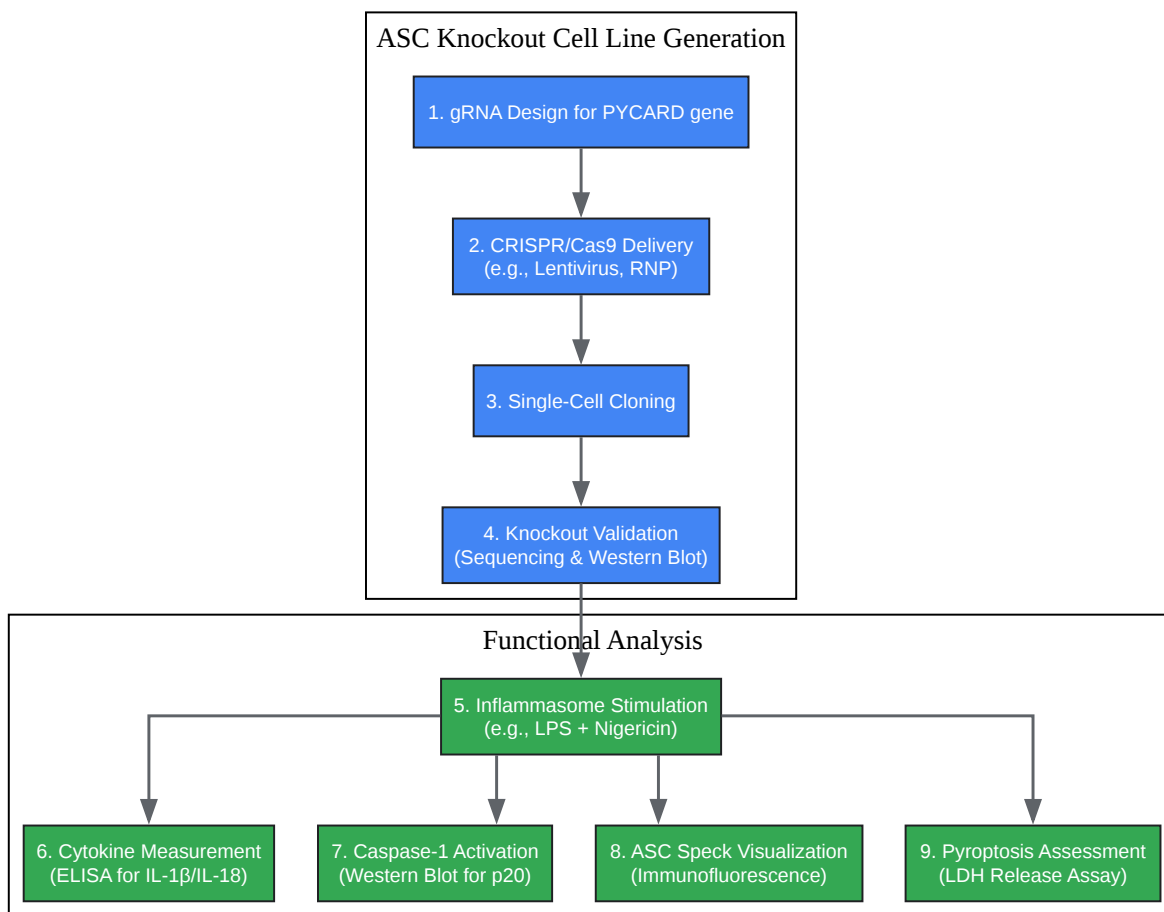 ASC Knockout Cell Line Generation
1. gRNA Design for PYCARD gene
2. CRISPR/Cas9 Delivery
(e.g., Lentivirus, RNP)
3. Single-Cell Cloning
4. Knockout Validation
(Sequencing & Western Blot)
Functional Analysis
5. Inflammasome Stimulation
(e.g., LPS + Nigericin)
6. Cytokine Measurement
(ELISA for IL-1β/IL-18)
7. Caspase-1 Activation
(Western Blot for p20)
8. ASC Speck Visualization
(Immunofluorescence)
9. Pyroptosis Assessment
(LDH Release Assay)